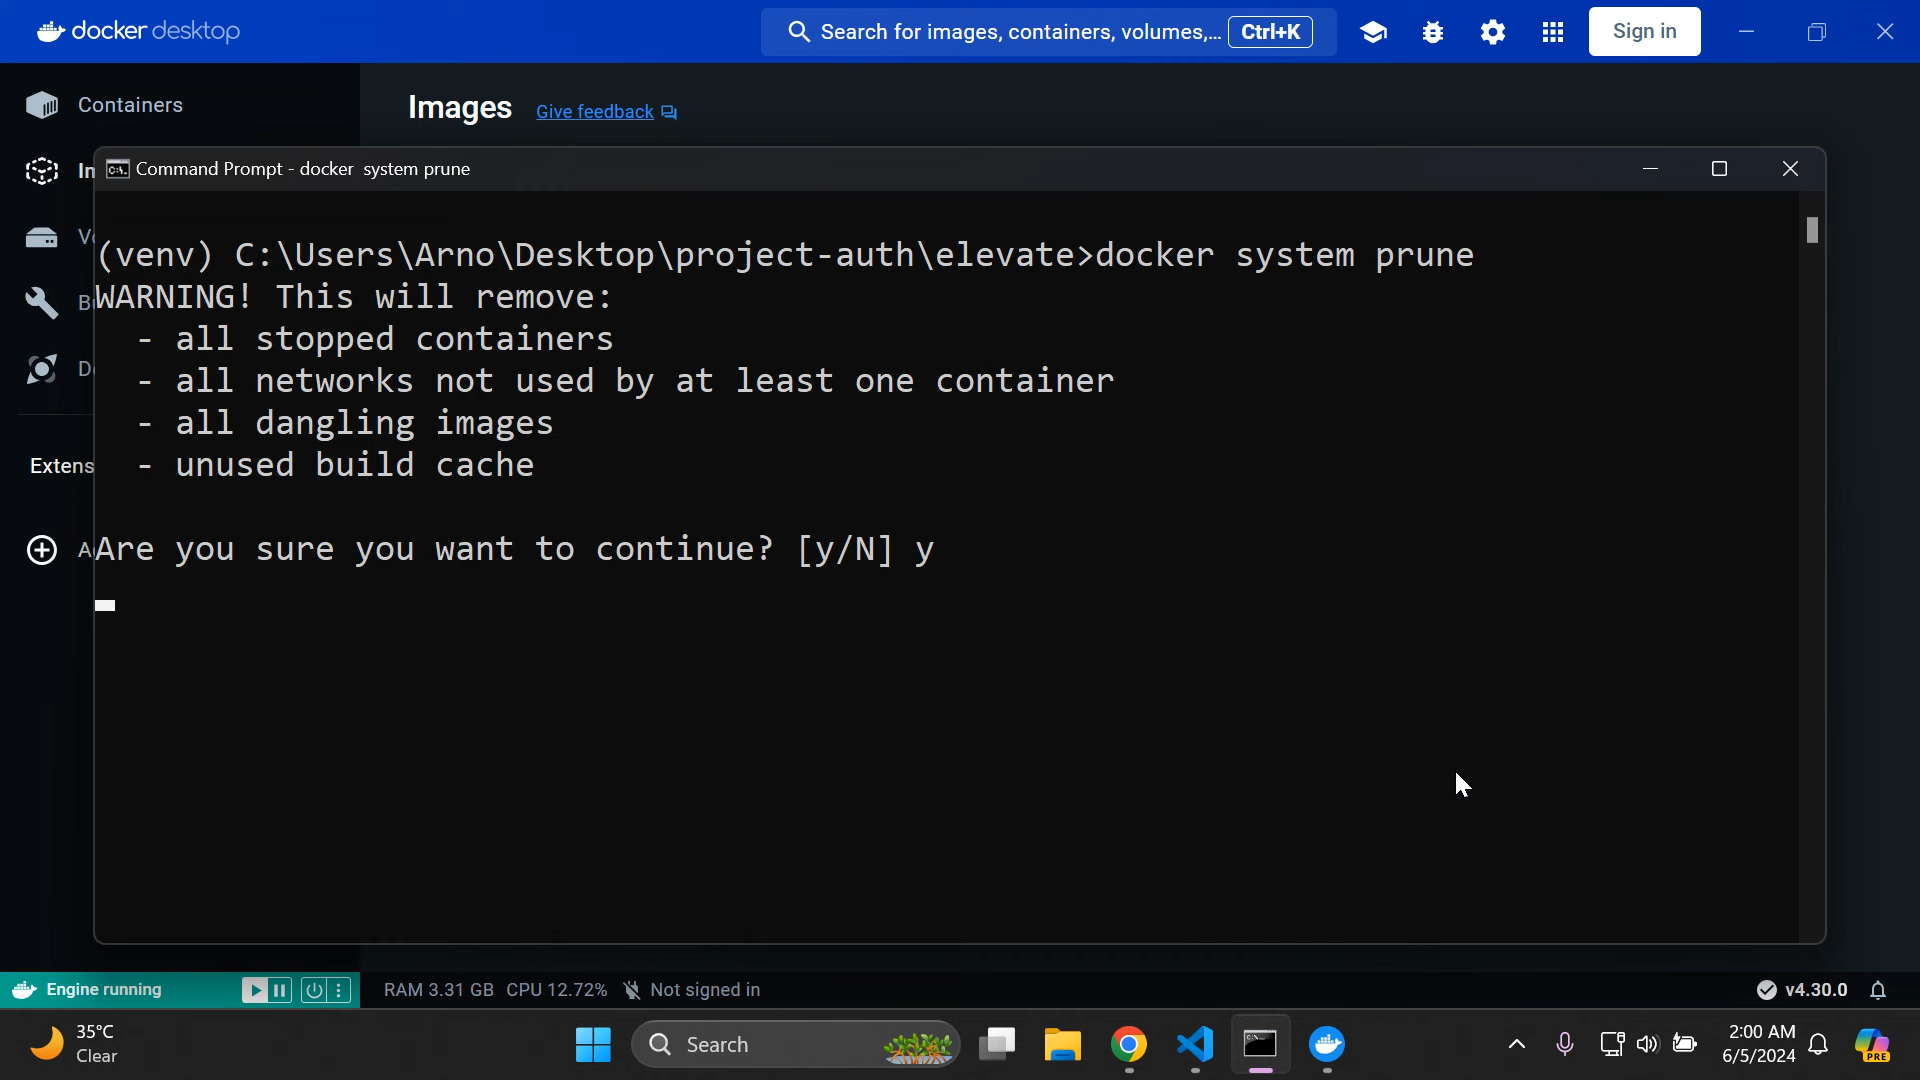 docker desktop
Search for images, containers, volumes,... Ctrl+K
Sign in
Containers
Images Give feedback
Command Prompt - docker  system prune
(venv) C:\Users\Arno\Desktop\project-auth\elevate>docker system prune
WARNING! This will remove:
- all stopped containers
- all networks not used by at least one container
- all dangling images
- unused build cache
Extens
Are you sure you want to continue? [y/N] y
Engine running
RAM 3.31 GB CPU 12.72% Not signed in
v4.30.0
35°C
Clear
Search
2:00 AM
6/5/2024
PRE